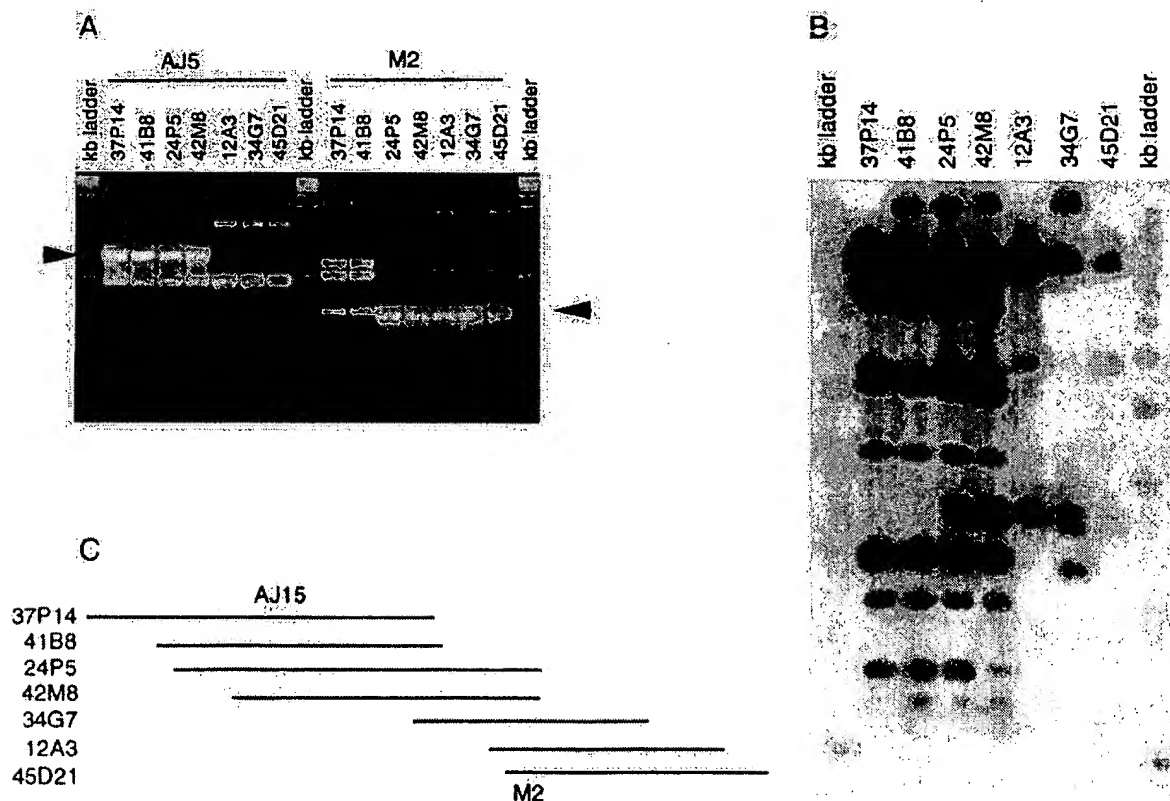 A
AJ5
M2
kb ladder
37P14
41B8
24P5
42M8
12A3
34G7
45D21
kb ladder
37P14
41B8
24P5
42M8
12A3
34G7
45D21
kb ladder
B
kb ladder
37P14
41B8
24P5
42M8
12A3
34G7
45D21
kb ladder
C
AJ15
37P14
41B8
24P5
42M8
34G7
12A3
45D21
M2